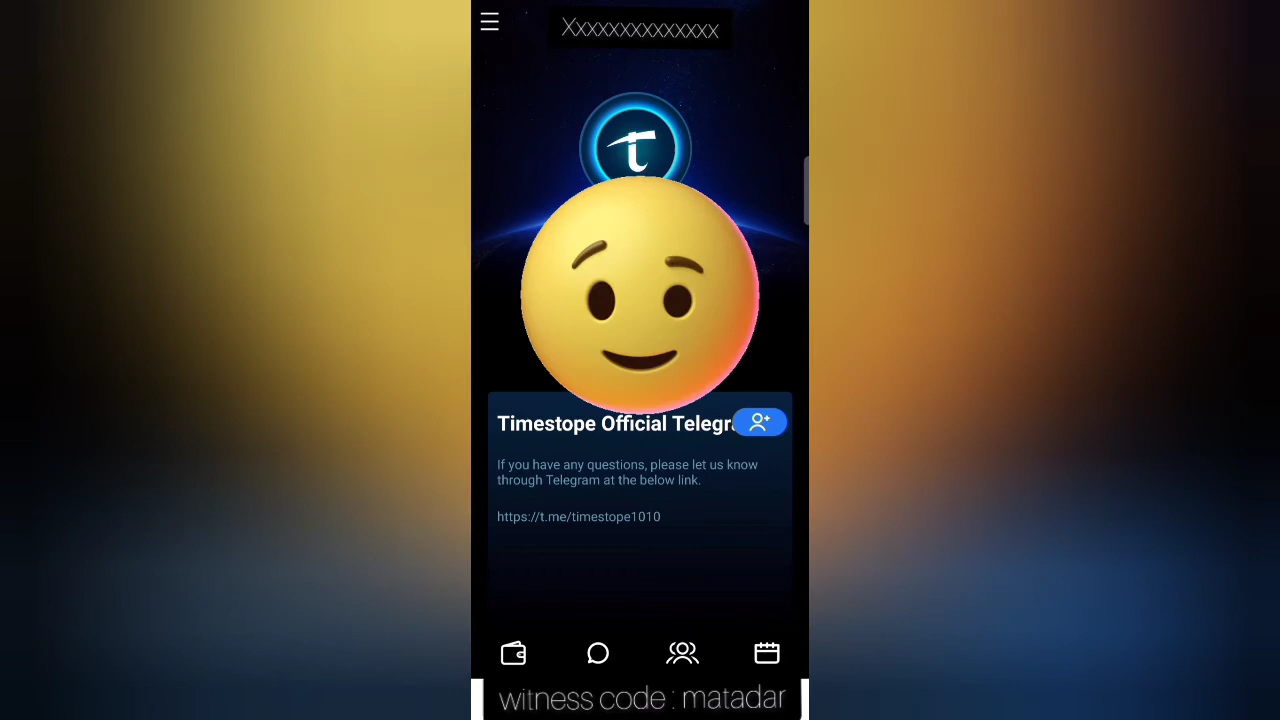 Xxxxxxxxxxxxxx
Timestope Official Telegr
If you have any questions, please let us know
through Telegram at the below link.
https://t.me/timestope1010
witness code : matadar